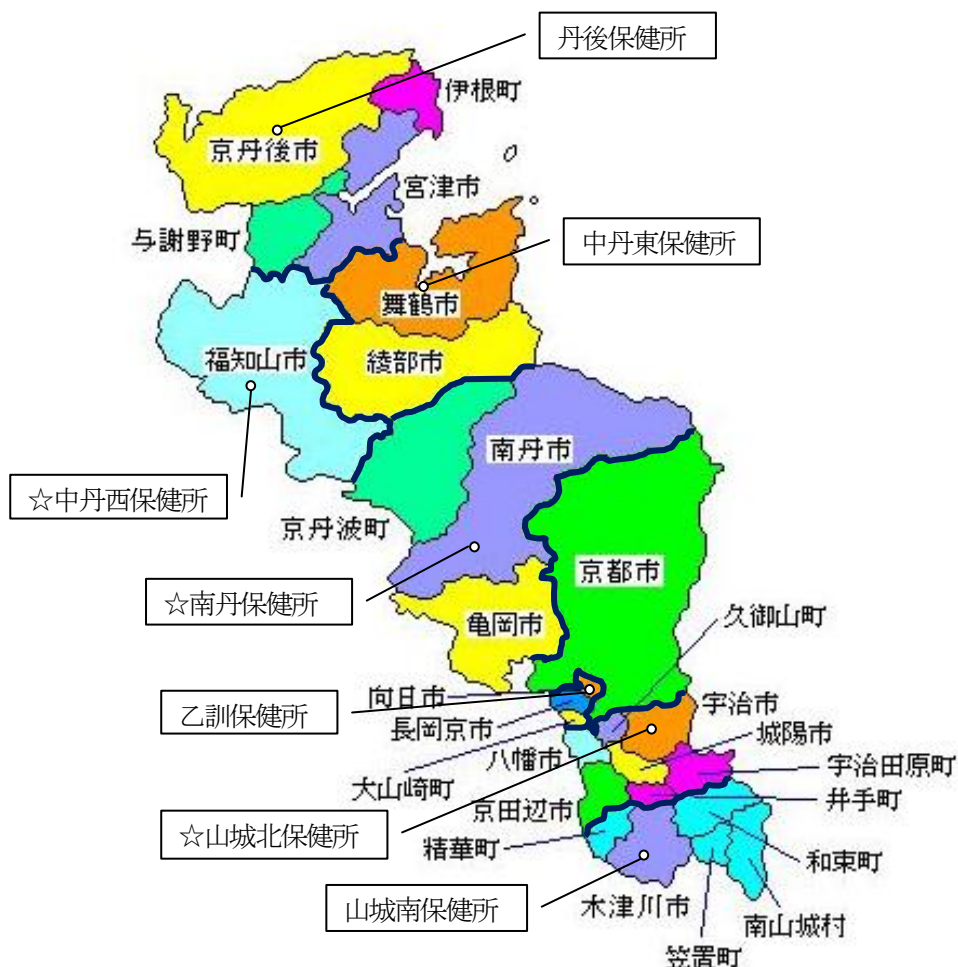 丹後保健所
伊根町
京丹後市
宮津市
与謝野町
中丹東保健所
舞鶴市
福知山市
綾部市
南丹市
☆中丹西保健所
京丹波町
京都市
☆南丹保健所
亀岡市
久御山町
向日市
乙訓保健所
長岡京市
宇治市
城陽市
八幡市
宇治田原町
大山崎町
井手町
京田辺市
☆山城北保健所
精華町
和束町
山城南保健所
木津川市
南山城村
笠置町